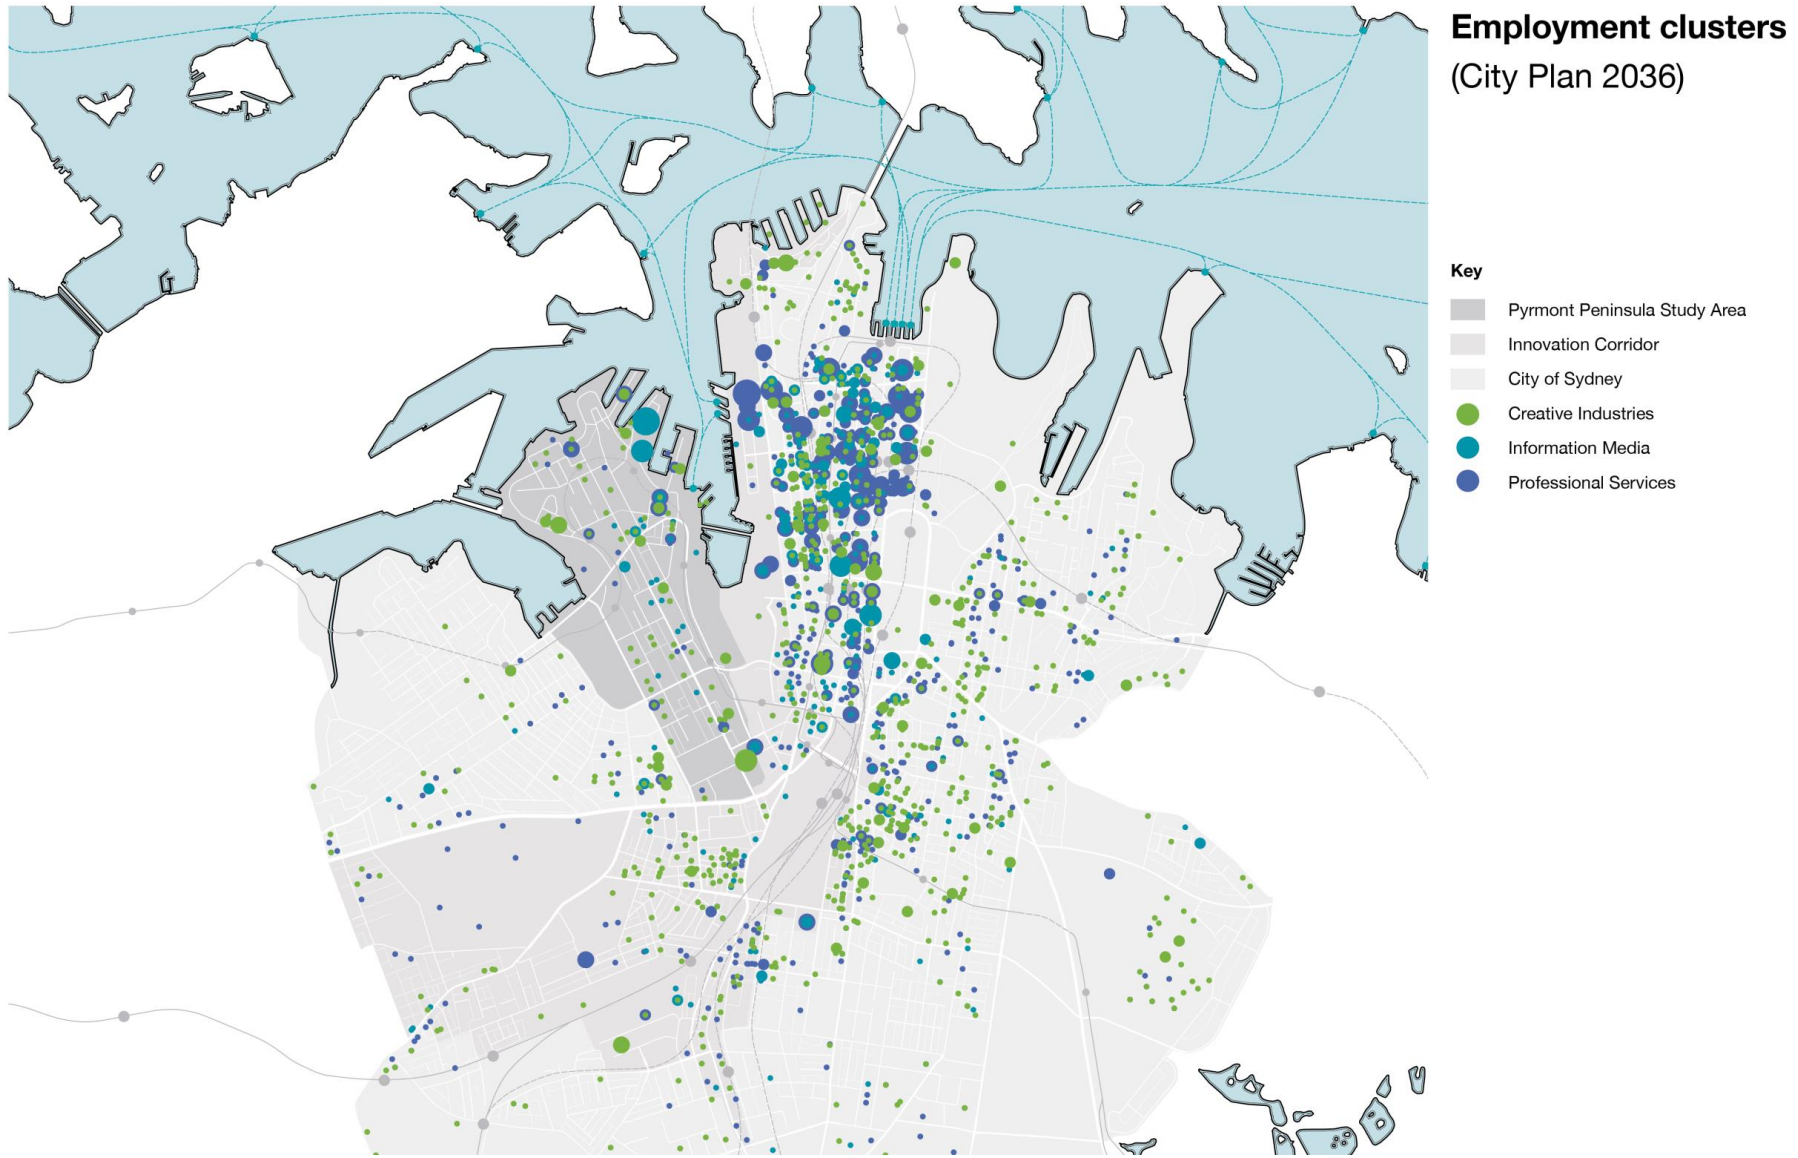 Employment clusters
(City Plan 2036)
Key
Pyrmont Peninsula Study Area
Innovation Corridor
City of Sydney
Creative Industries
Information Media
Professional Services